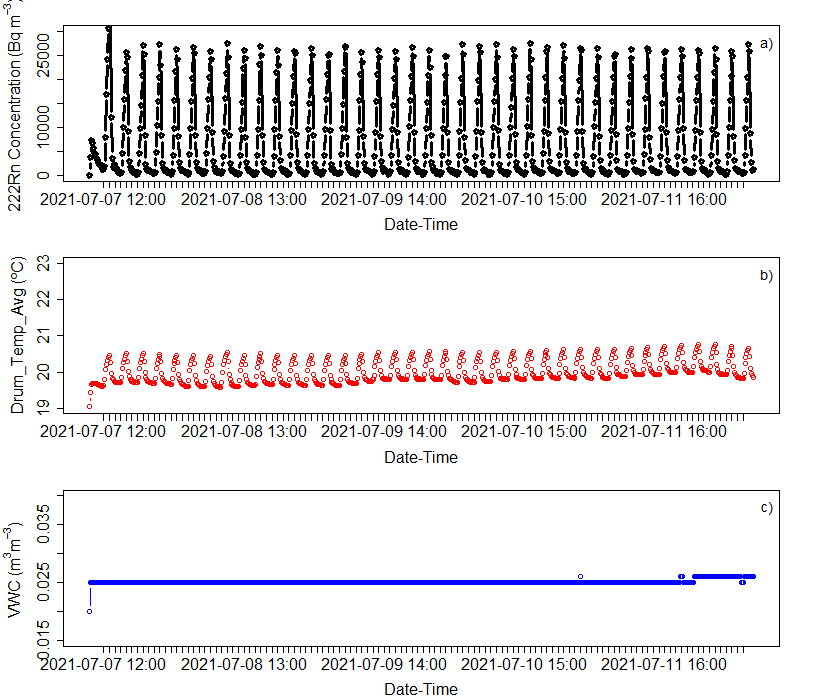 222Rn Concentration (Bq m⁻³)
25000
10000
0
a)
2021-07-07 12:00 2021-07-08 13:00 2021-07-09 14:00 2021-07-10 15:00 2021-07-11 16:00
Date-Time
Drum_Temp_Avg (ºC)
23
22
21
20
19
b)
2021-07-07 12:00 2021-07-08 13:00 2021-07-09 14:00 2021-07-10 15:00 2021-07-11 16:00
Date-Time
VWC (m³m⁻³)
0.035
0.025
0.015
c)
2021-07-07 12:00 2021-07-08 13:00 2021-07-09 14:00 2021-07-10 15:00 2021-07-11 16:00
Date-Time